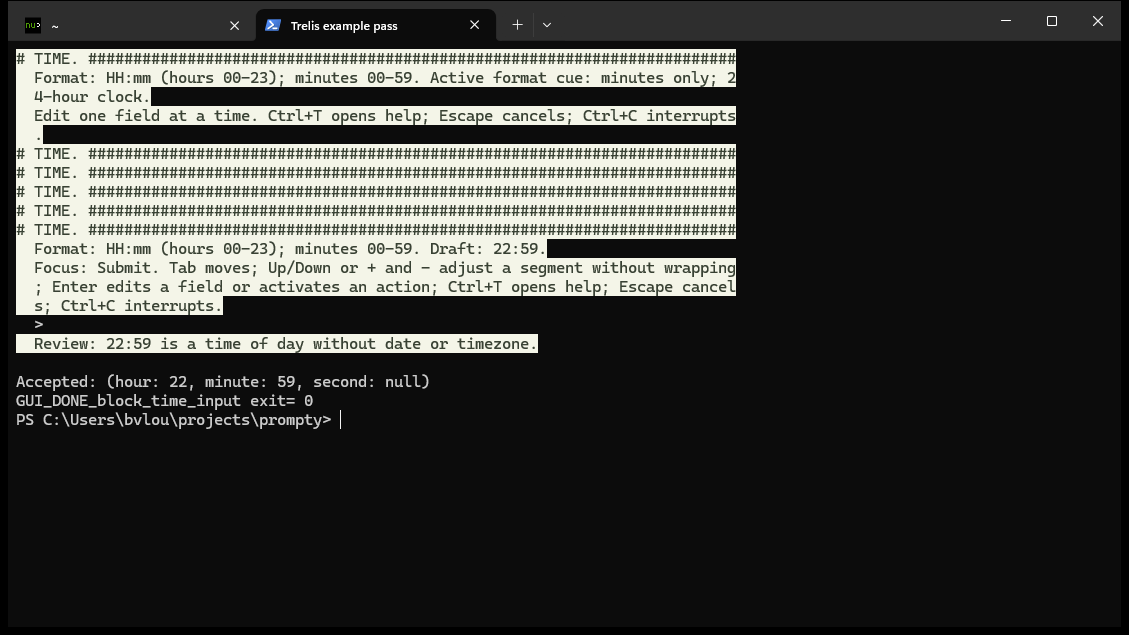 nu> ~
Trelis example pass
# TIME. ########################################################################
Format: HH:mm (hours 00-23); minutes 00-59. Active format cue: minutes only; 2
4-hour clock.
Edit one field at a time. Ctrl+T opens help; Escape cancels; Ctrl+C interrupts
.
# TIME. ########################################################################
# TIME. ########################################################################
# TIME. ########################################################################
# TIME. ########################################################################
# TIME. ########################################################################
Format: HH:mm (hours 00-23); minutes 00-59. Draft: 22:59.
Focus: Submit. Tab moves; Up/Down or + and - adjust a segment without wrapping
; Enter edits a field or activates an action; Ctrl+T opens help; Escape cancel
s; Ctrl+C interrupts.
>
Review: 22:59 is a time of day without date or timezone.
Accepted: (hour: 22, minute: 59, second: null)
GUI_DONE_block_time_input exit= 0
PS C:\Users\bvlou\projects\prompty>